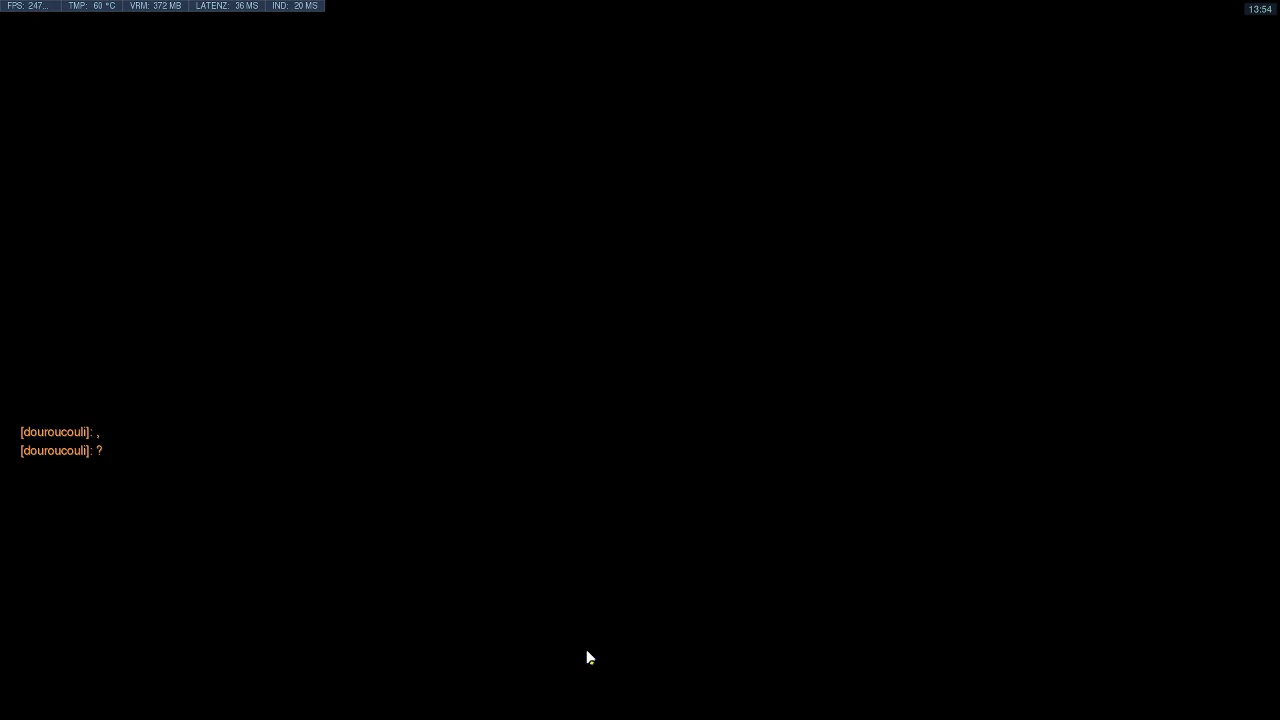 FPS: 247... TMP: 60 °C VRM: 372 MB LATENZ: 36 MS IND: 20 MS
13:54
[douroucouli]: ,
[douroucouli]: ?